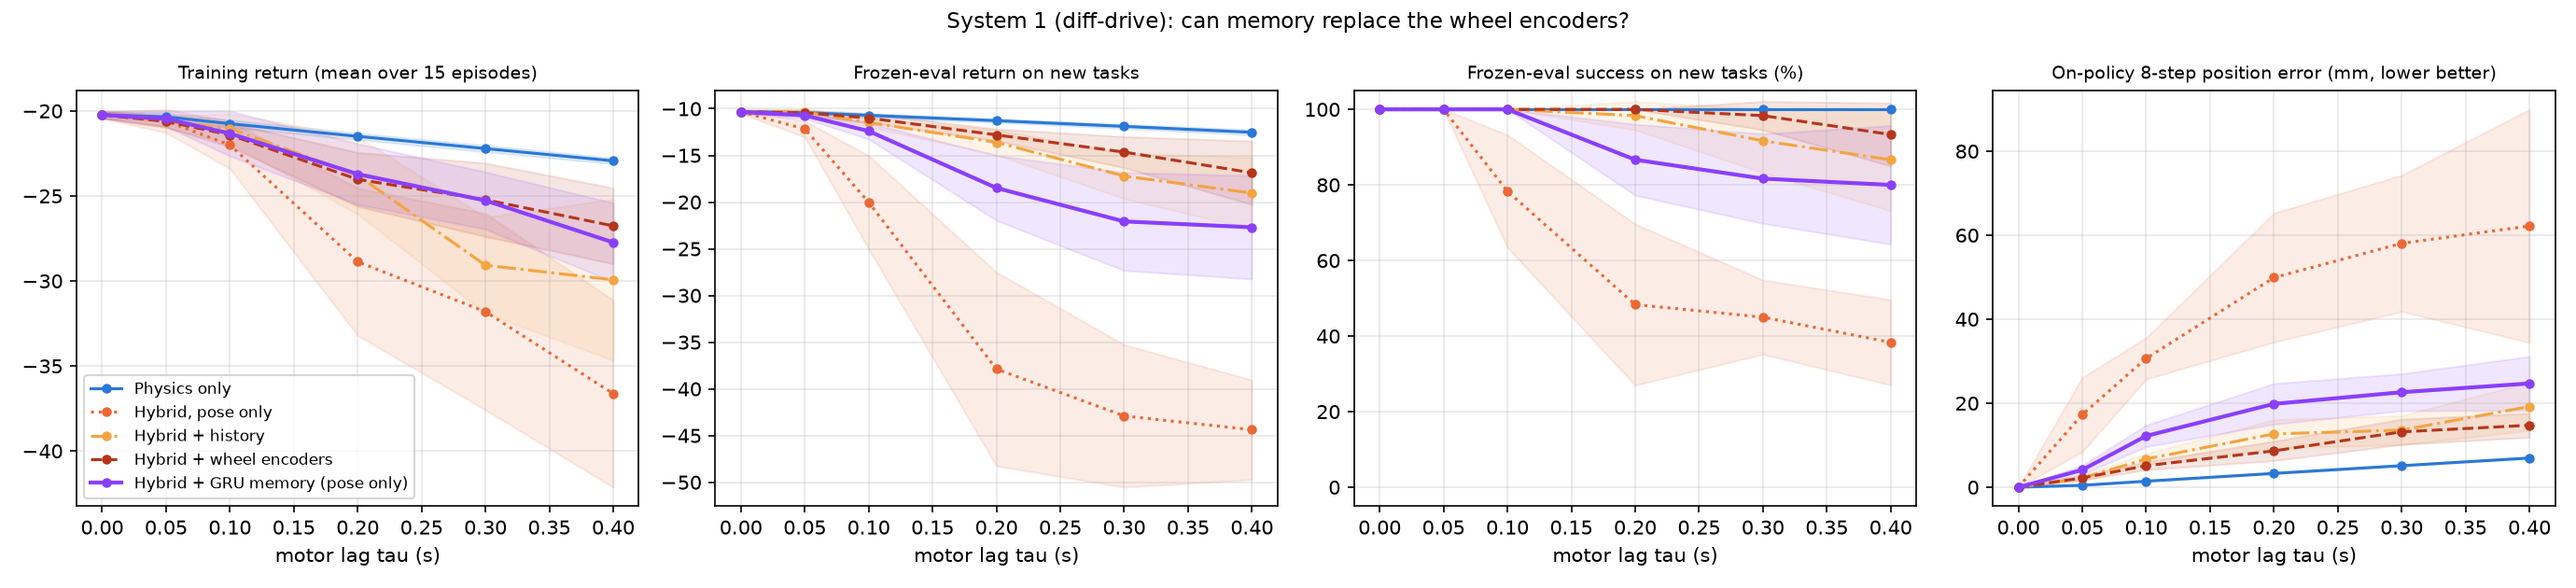 System 1 (diff-drive): can memory replace the wheel encoders?
Training return (mean over 15 episodes)
−20
−25
−30
−35
−40
Physics only
Hybrid, pose only
Hybrid + history
Hybrid + wheel encoders
Hybrid + GRU memory (pose only)
0.00 0.05 0.10 0.15 0.20 0.25 0.30 0.35 0.40
motor lag tau (s)
Frozen-eval return on new tasks
−10
−15
−20
−25
−30
−35
−40
−45
−50
0.00 0.05 0.10 0.15 0.20 0.25 0.30 0.35 0.40
motor lag tau (s)
Frozen-eval success on new tasks (%)
100
80
60
40
20
0
0.00 0.05 0.10 0.15 0.20 0.25 0.30 0.35 0.40
motor lag tau (s)
On-policy 8-step position error (mm, lower better)
80
60
40
20
0
0.00 0.05 0.10 0.15 0.20 0.25 0.30 0.35 0.40
motor lag tau (s)